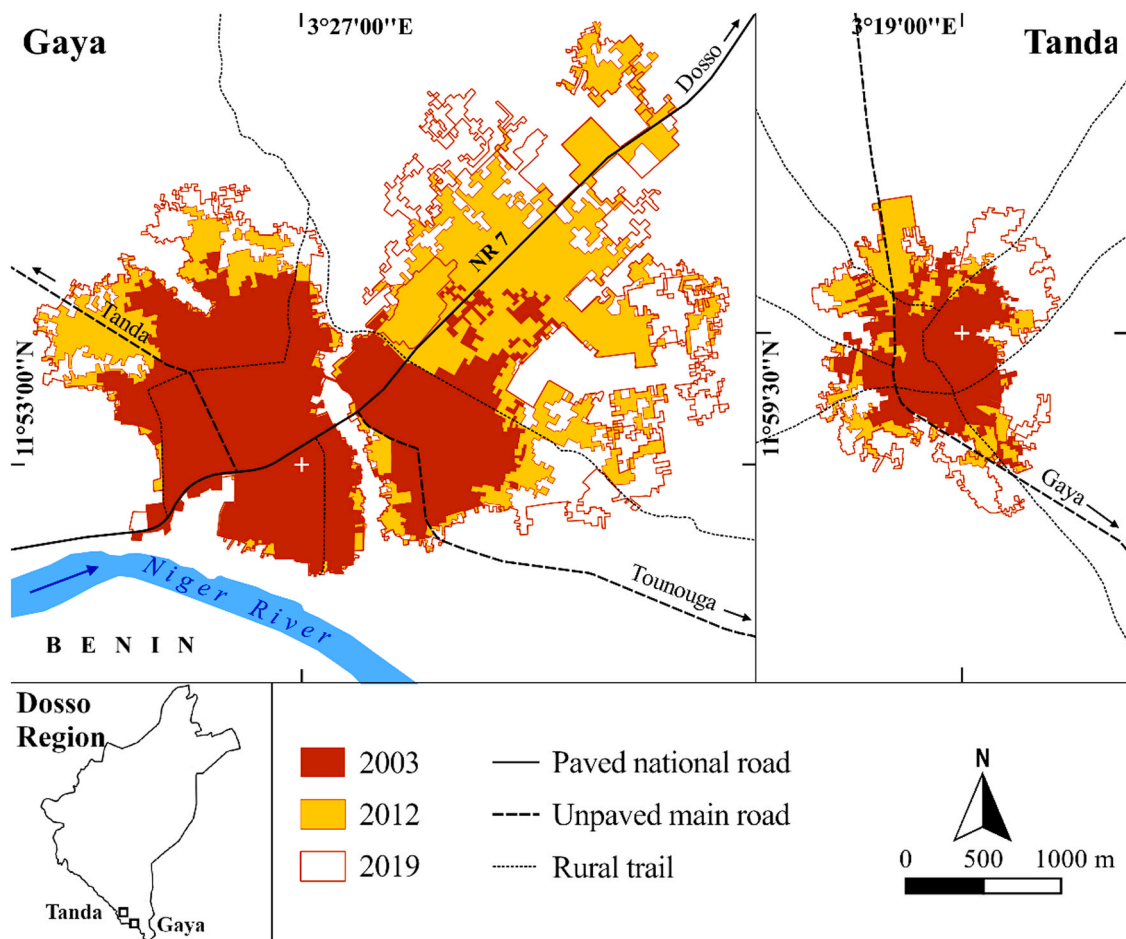 Gaya
3°27'00''E
Dosso
3°19'00''E
Tanda
NR 7
Tanda
11°53'00''N
11°59'30''N
Gaya
Tounouga
Niger River
BENIN
Dosso
Region
Tanda
Gaya
2003
2012
2019
Paved national road
Unpaved main road
Rural trail
N
0 500 1000 m